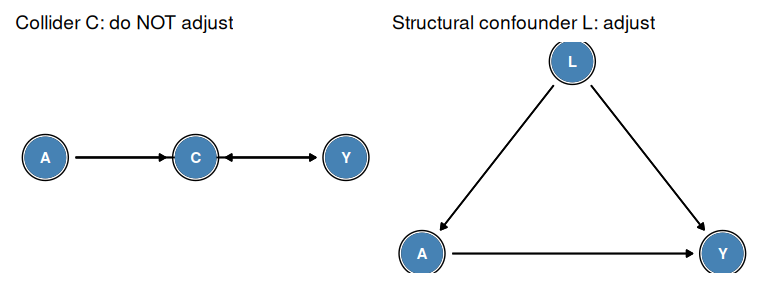 Collider C: do NOT adjust
A
C
Y
Structural confounder L: adjust
L
A
Y